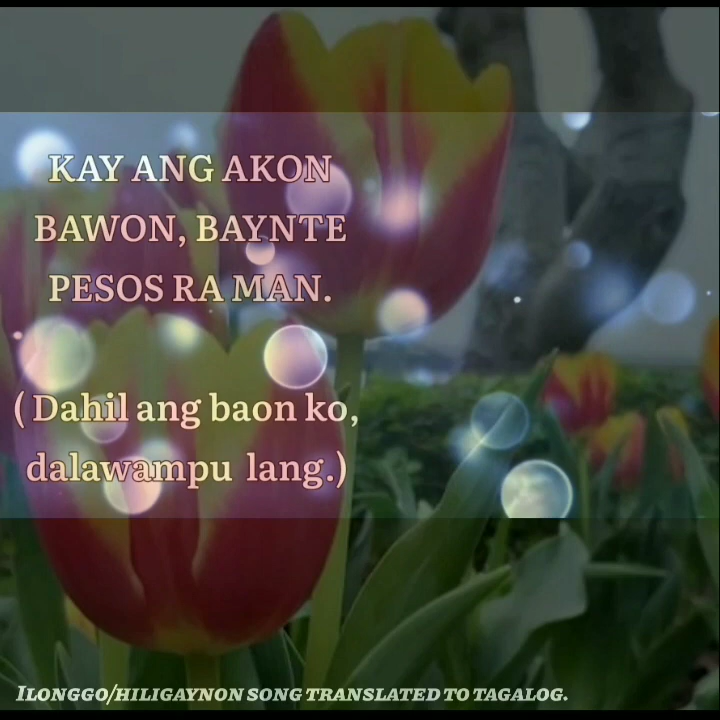 KAY ANG AKON
BAWON, BAYNTE
PESOS RA MAN.
(Dahil ang baon ko,
dalawampu lang.)
ILONGGO/HILIGAYNON SONG TRANSLATED TO TAGALOG.